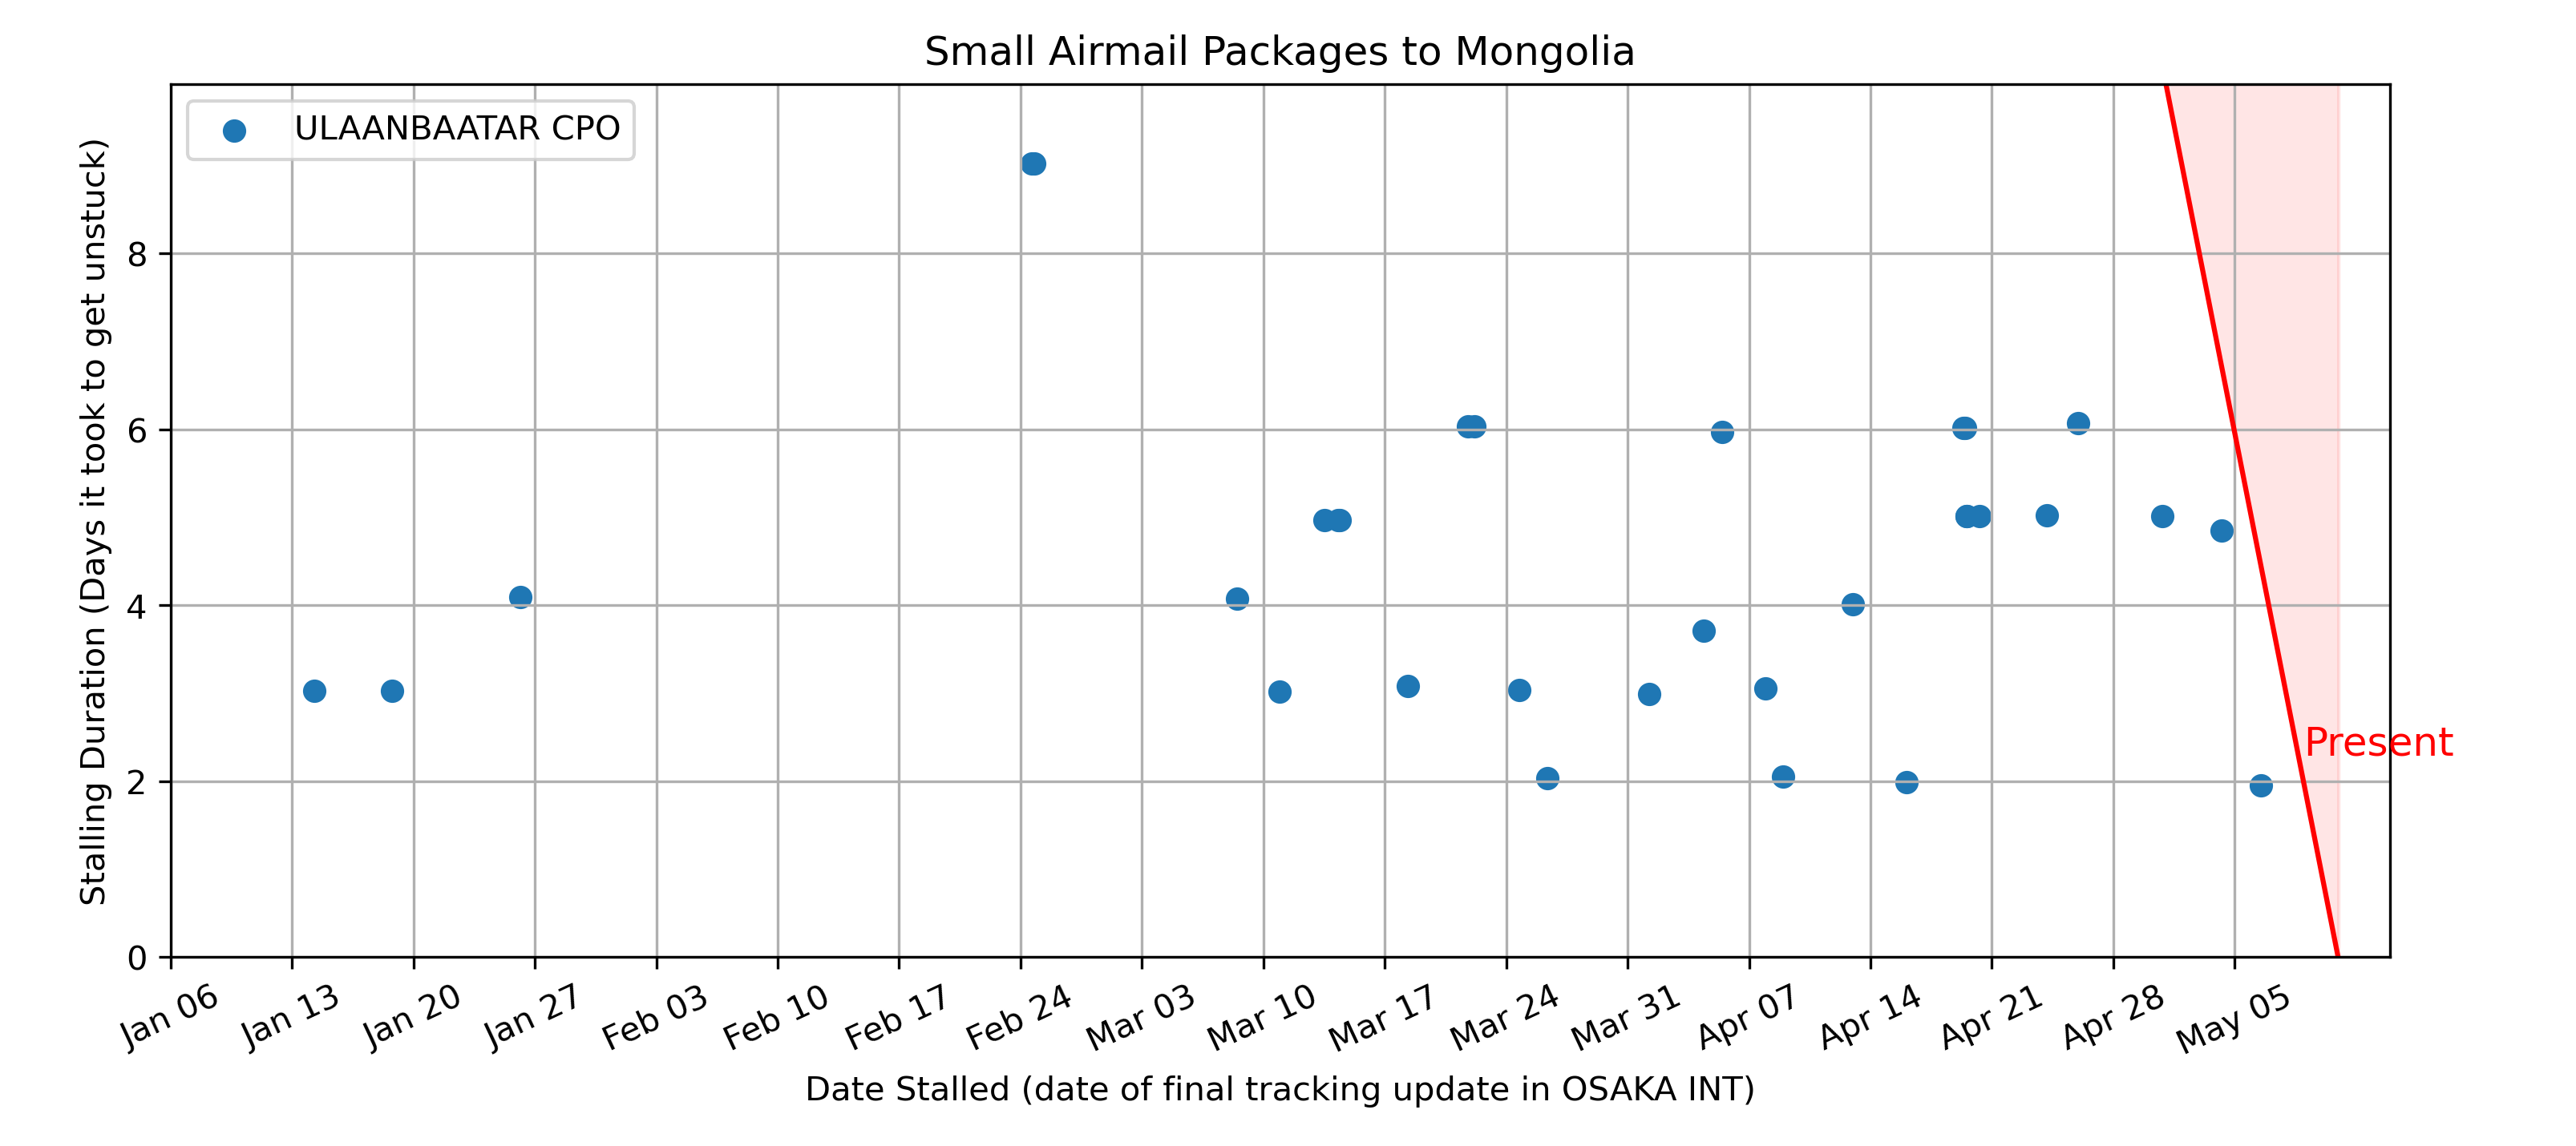 Small Airmail Packages to Mongolia
ULAANBAATAR CPO
Stalling Duration (Days it took to get unstuck)
8
6
4
2
0
Present
Jan 06
Jan 13
Jan 20
Jan 27
Feb 03
Feb 10
Feb 17
Feb 24
Mar 03
Mar 10
Mar 17
Mar 24
Mar 31
Apr 07
Apr 14
Apr 21
Apr 28
May 05
Date Stalled (date of final tracking update in OSAKA INT)